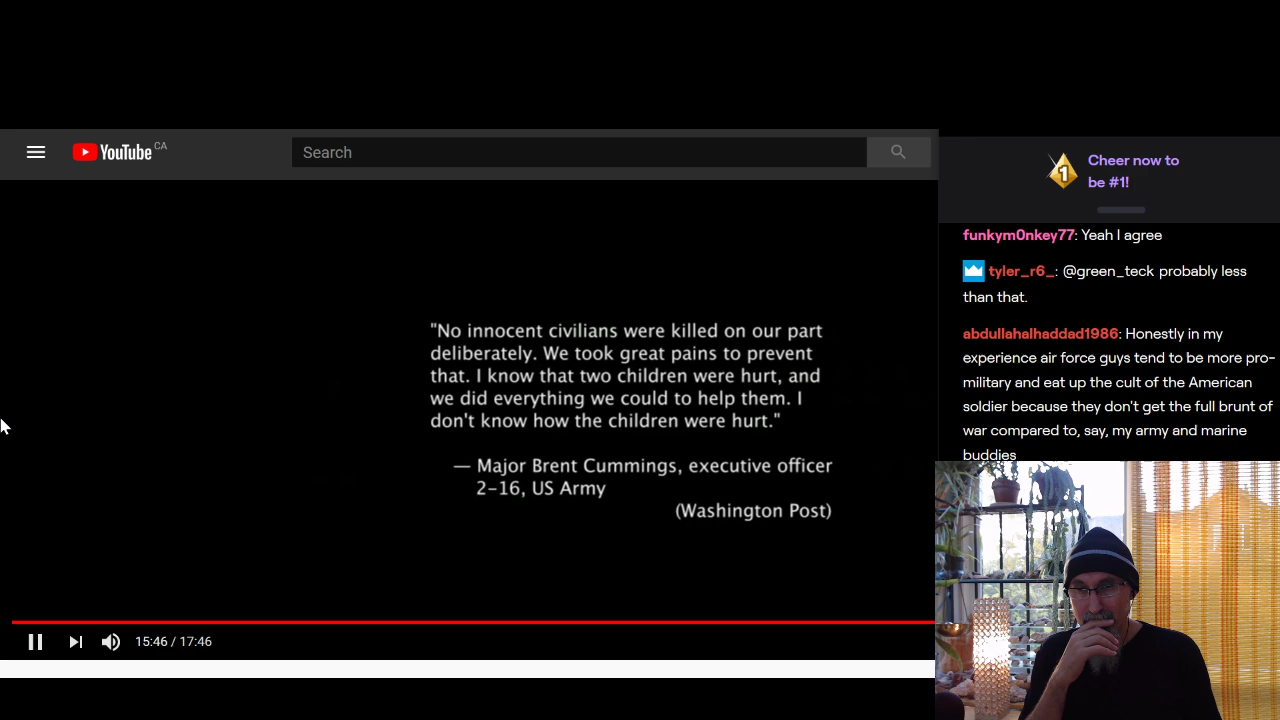 YouTube CA
Search
"No innocent civilians were killed on our part
deliberately. We took great pains to prevent
that. I know that two children were hurt, and
we did everything we could to help them. I
don't know how the children were hurt."
— Major Brent Cummings, executive officer
2-16, US Army
(Washington Post)
15:46 / 17:46
1
Cheer now to
be #1!
funkym0nkey77: Yeah I agree
tyler_r6_: @green_teck probably less
than that.
abdullahalhaddad1986: Honestly in my
experience air force guys tend to be more pro-
military and eat up the cult of the American
soldier because they don't get the full brunt of
war compared to, say, my army and marine
buddies